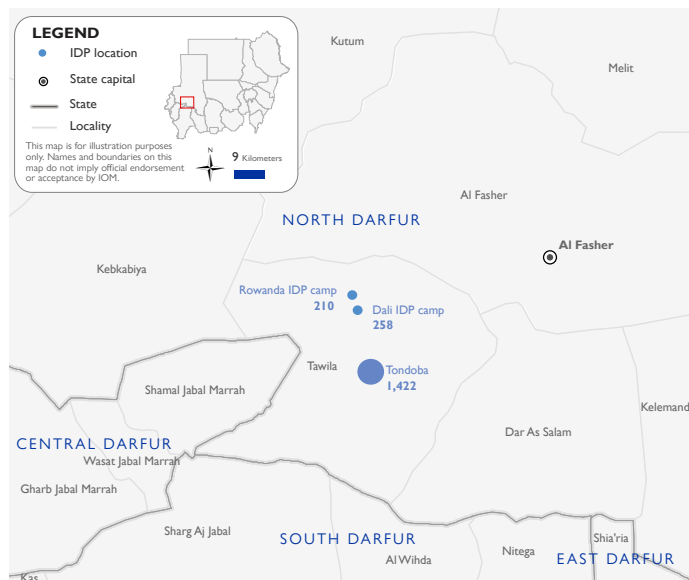 LEGEND
IDP location
State capital
State
Locality
This map is for illustration purposes
only. Names and boundaries on this
map do not imply official endorsement
or acceptance by IOM.
N
9 Kilometers
Kutum
Melit
Al Fasher
NORTH DARFUR
Al Fasher
Kebkabiya
Rowanda IDP camp
210
Dali IDP camp
258
Tawila
Tondoba
1,422
Shamal Jabal Marrah
Kelemand
Dar As Salam
CENTRAL DARFUR
Wasat Jabal Marrah
Gharb Jabal Marrah
Sharg Aj Jabal
SOUTH DARFUR
Al Wihda
Nitega
Shia'ria
EAST DARFUR
Kas